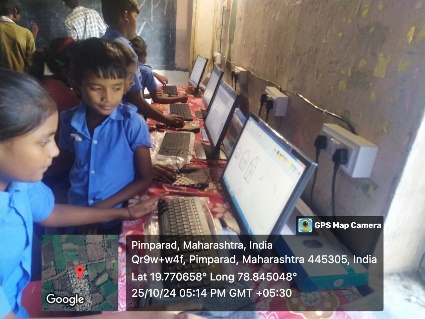 GPS Map Camera
Pimparad, Maharashtra, India
Qr9w+w4f, Pimparad, Maharashtra 445305, India
Lat 19.770658° Long 78.845048°
25/10/24 05:14 PM GMT +05:30
Google